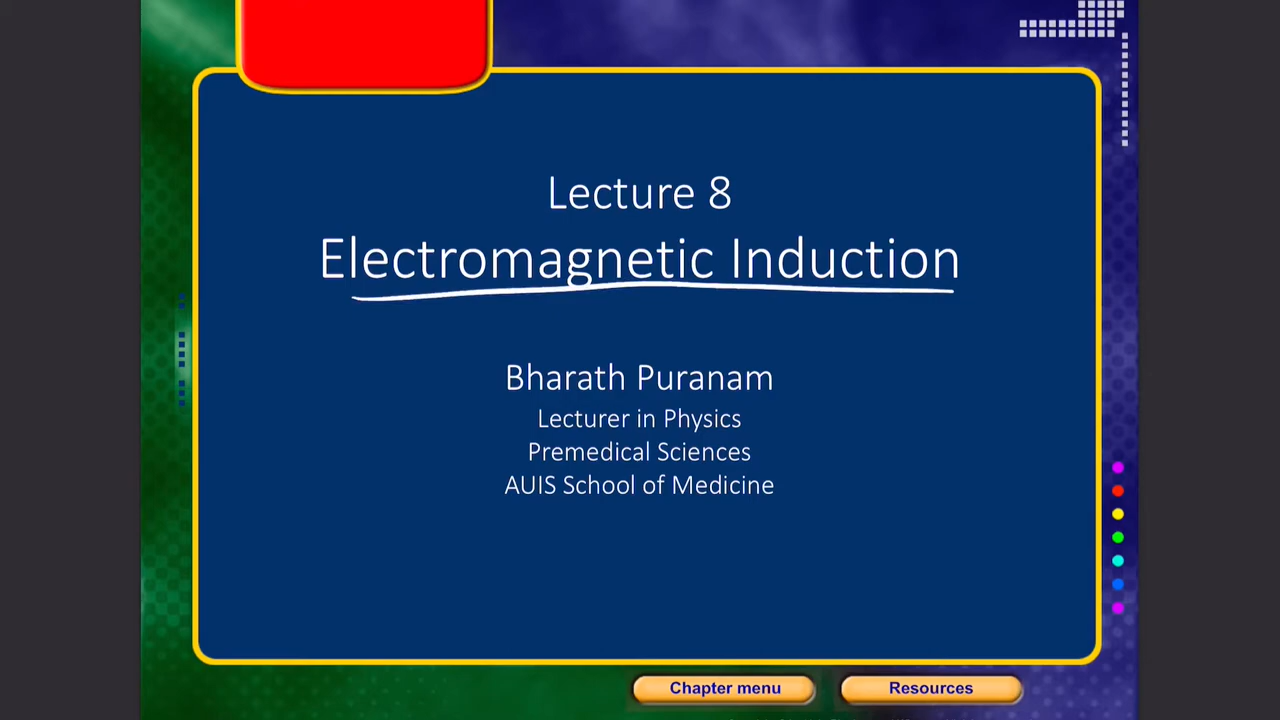 Lecture 8
Electromagnetic Induction
Bharath Puranam
Lecturer in Physics
Premedical Sciences
AUIS School of Medicine
Chapter menu
Resources